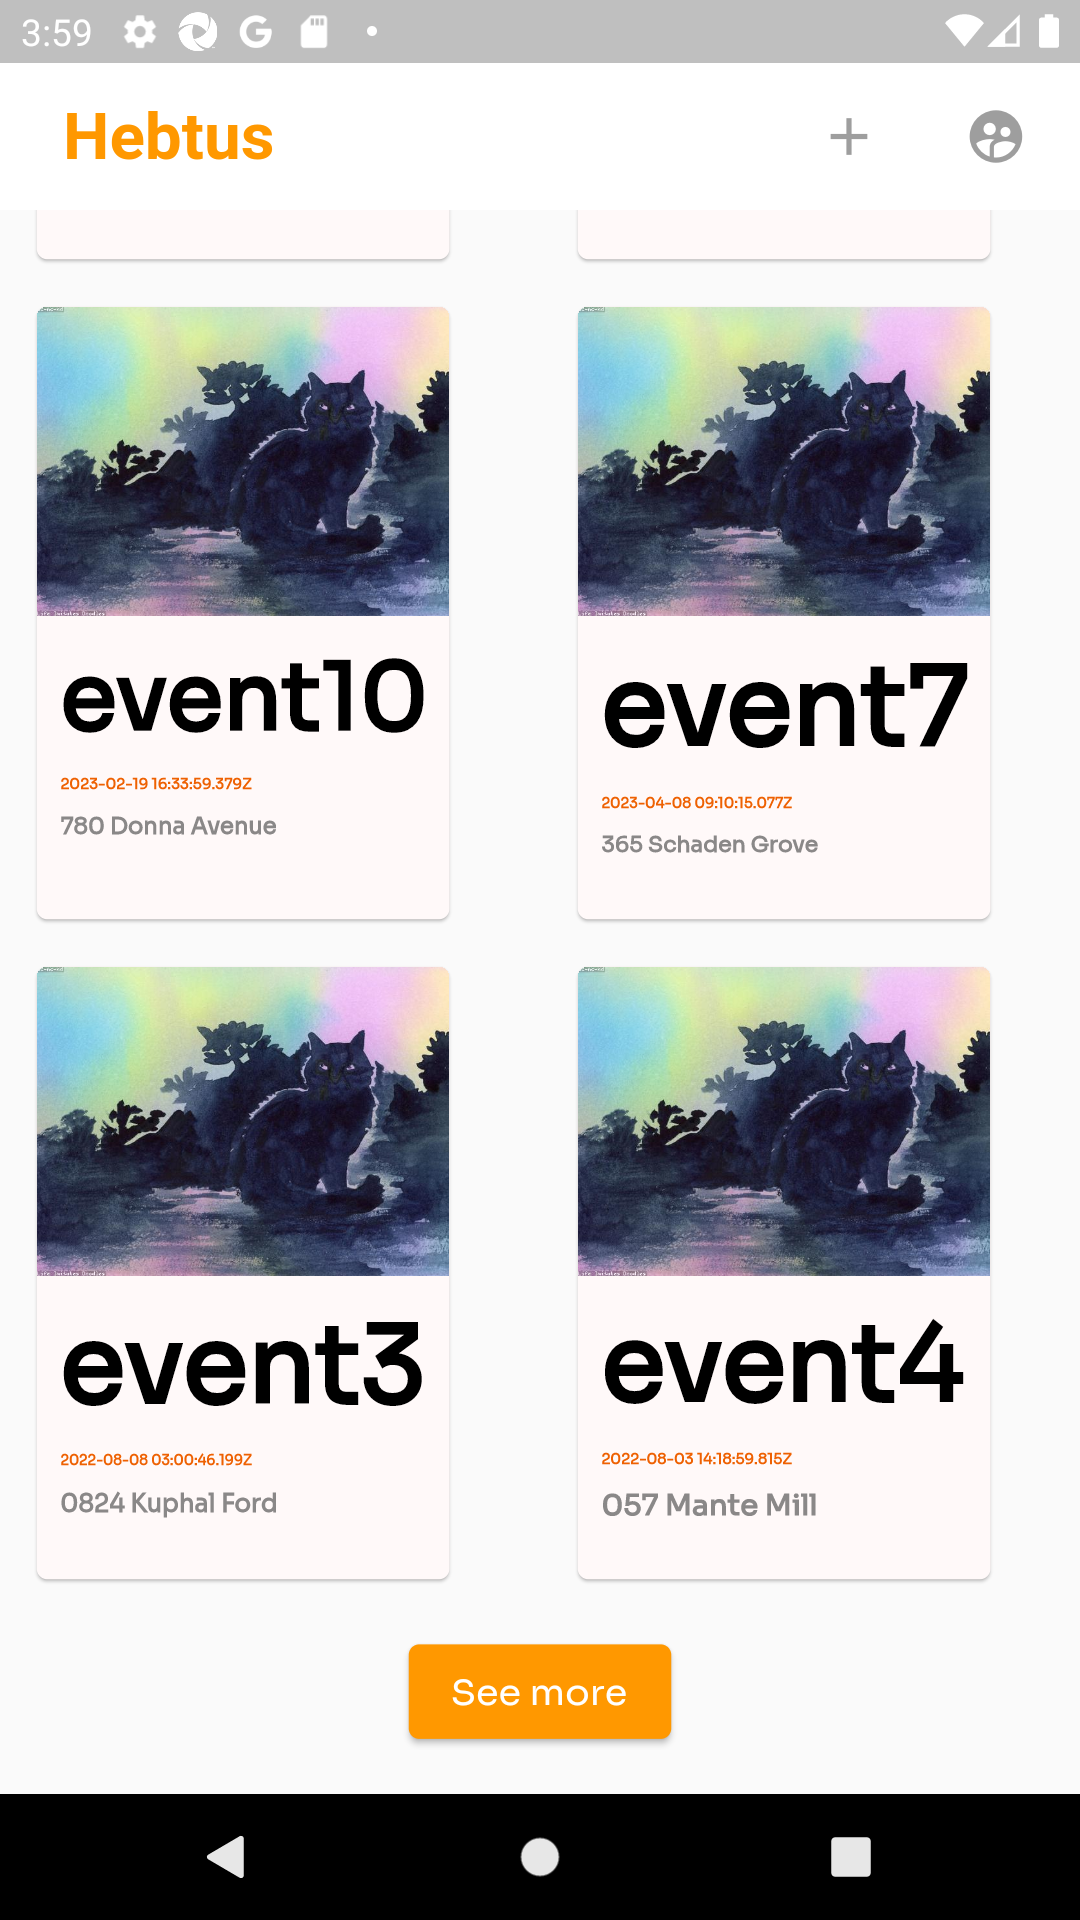 3:59
Hebtus
event10
2023-02-19 16:33:59.379Z
780 Donna Avenue
event7
2023-04-08 09:10:15.077Z
365 Schaden Grove
event3
2022-08-08 03:00:46.199Z
0824 Kuphal Ford
event4
2022-08-03 14:18:59.815Z
057 Mante Mill
See more